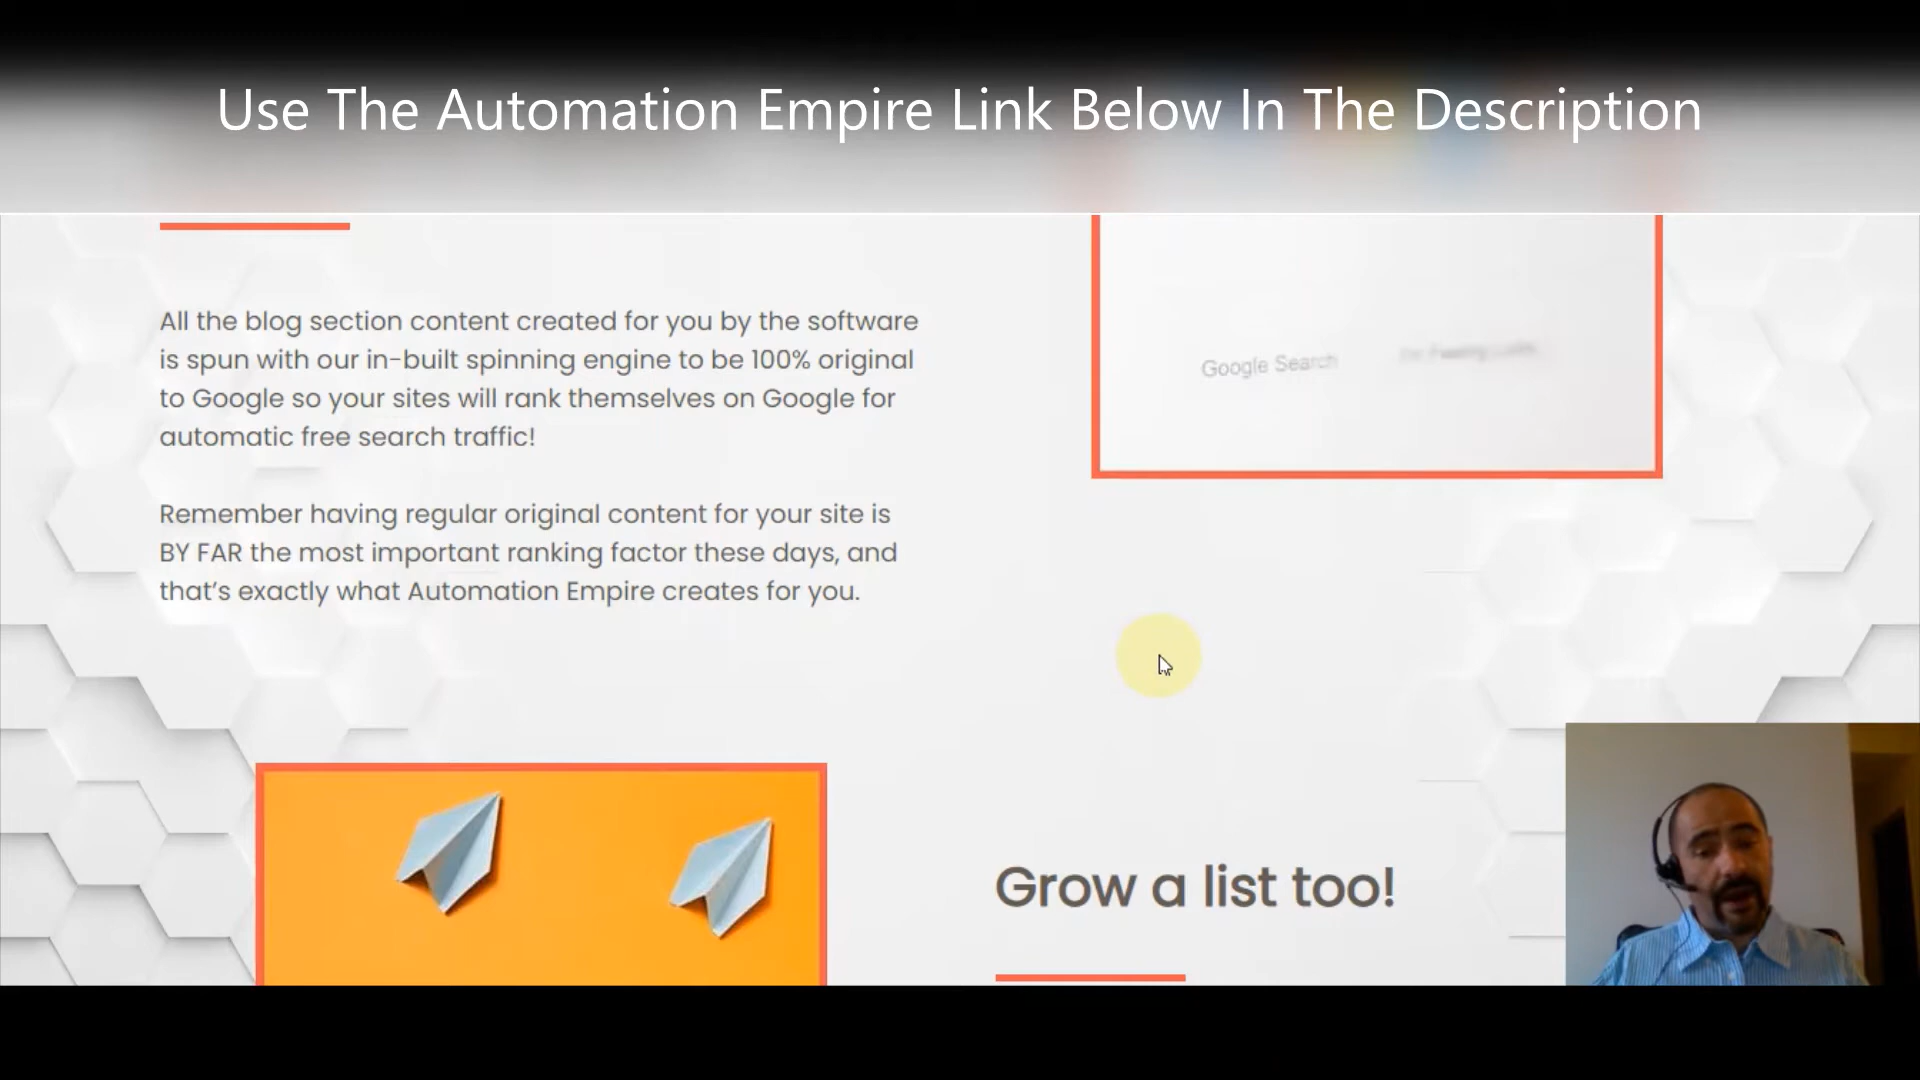 Use The Automation Empire Link Below In The Description
All the blog section content created for you by the software
is spun with our in-built spinning engine to be 100% original
to Google so your sites will rank themselves on Google for
automatic free search traffic!
Remember having regular original content for your site is
BY FAR the most important ranking factor these days, and
that's exactly what Automation Empire creates for you.
Google Search
Grow a list too!